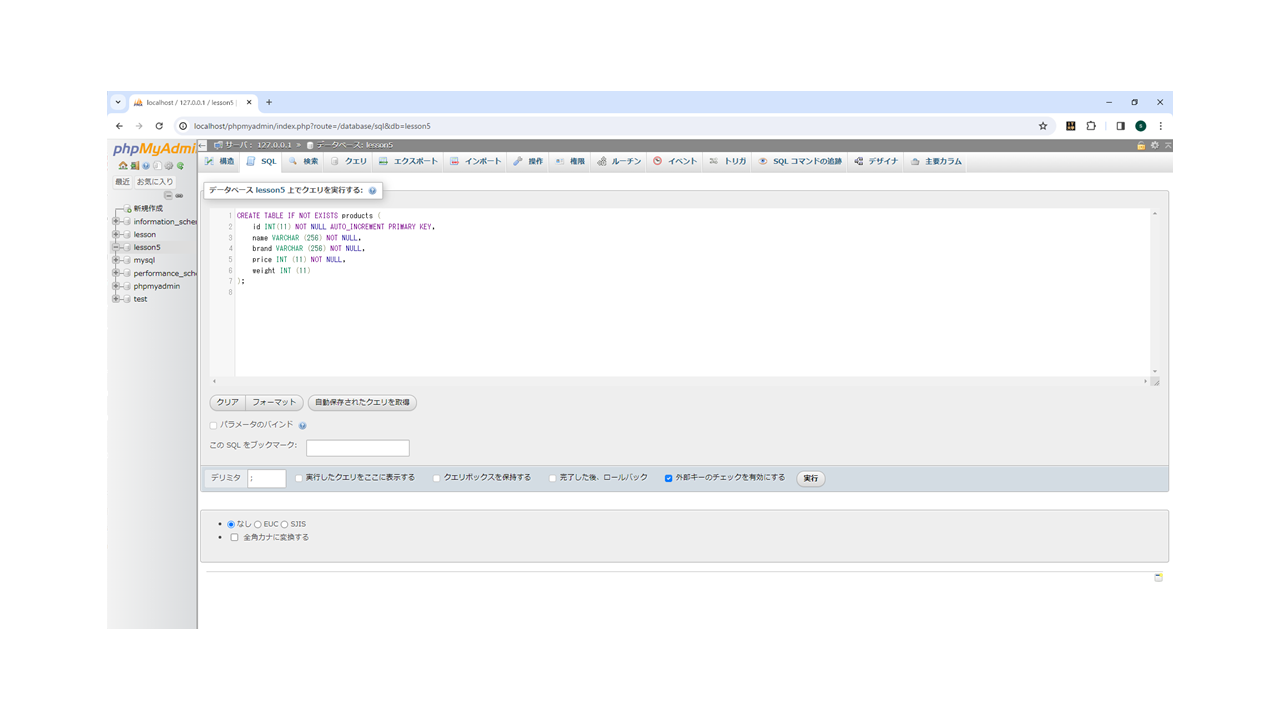 localhost / 127.0.0.1 / lesson5 |
localhost/phpmyadmin/index.php?route=/database/sql&db=lesson5
phpMyAdmin
最近 お気に入り
新規作成
information_schem
lesson
lesson5
mysql
performance_sch
phpmyadmin
test
サーバ: 127.0.0.1 » データベース: lesson5
構造 SQL 検索 クエリ エクスポート インポート 操作 権限 ルーチン イベント トリガ SQL コマンドの追跡 デザイナ 主要カラム
データベース lesson5 上でクエリを実行する:
1 CREATE TABLE IF NOT EXISTS products (
2 id INT(11) NOT NULL AUTO_INCREMENT PRIMARY KEY,
3 name VARCHAR (256) NOT NULL,
4 brand VARCHAR (256) NOT NULL,
5 price INT (11) NOT NULL,
6 weight INT (11)
7 );
8
クリア フォーマット 自動保存されたクエリを取得
パラメータのバインド
この SQL をブックマーク:
デリミタ ; 実行したクエリをここに表示する クエリボックスを保持する 完了した後、ロールバック 外部キーのチェックを有効にする 実行
なし EUC SJIS
全角カナに変換する